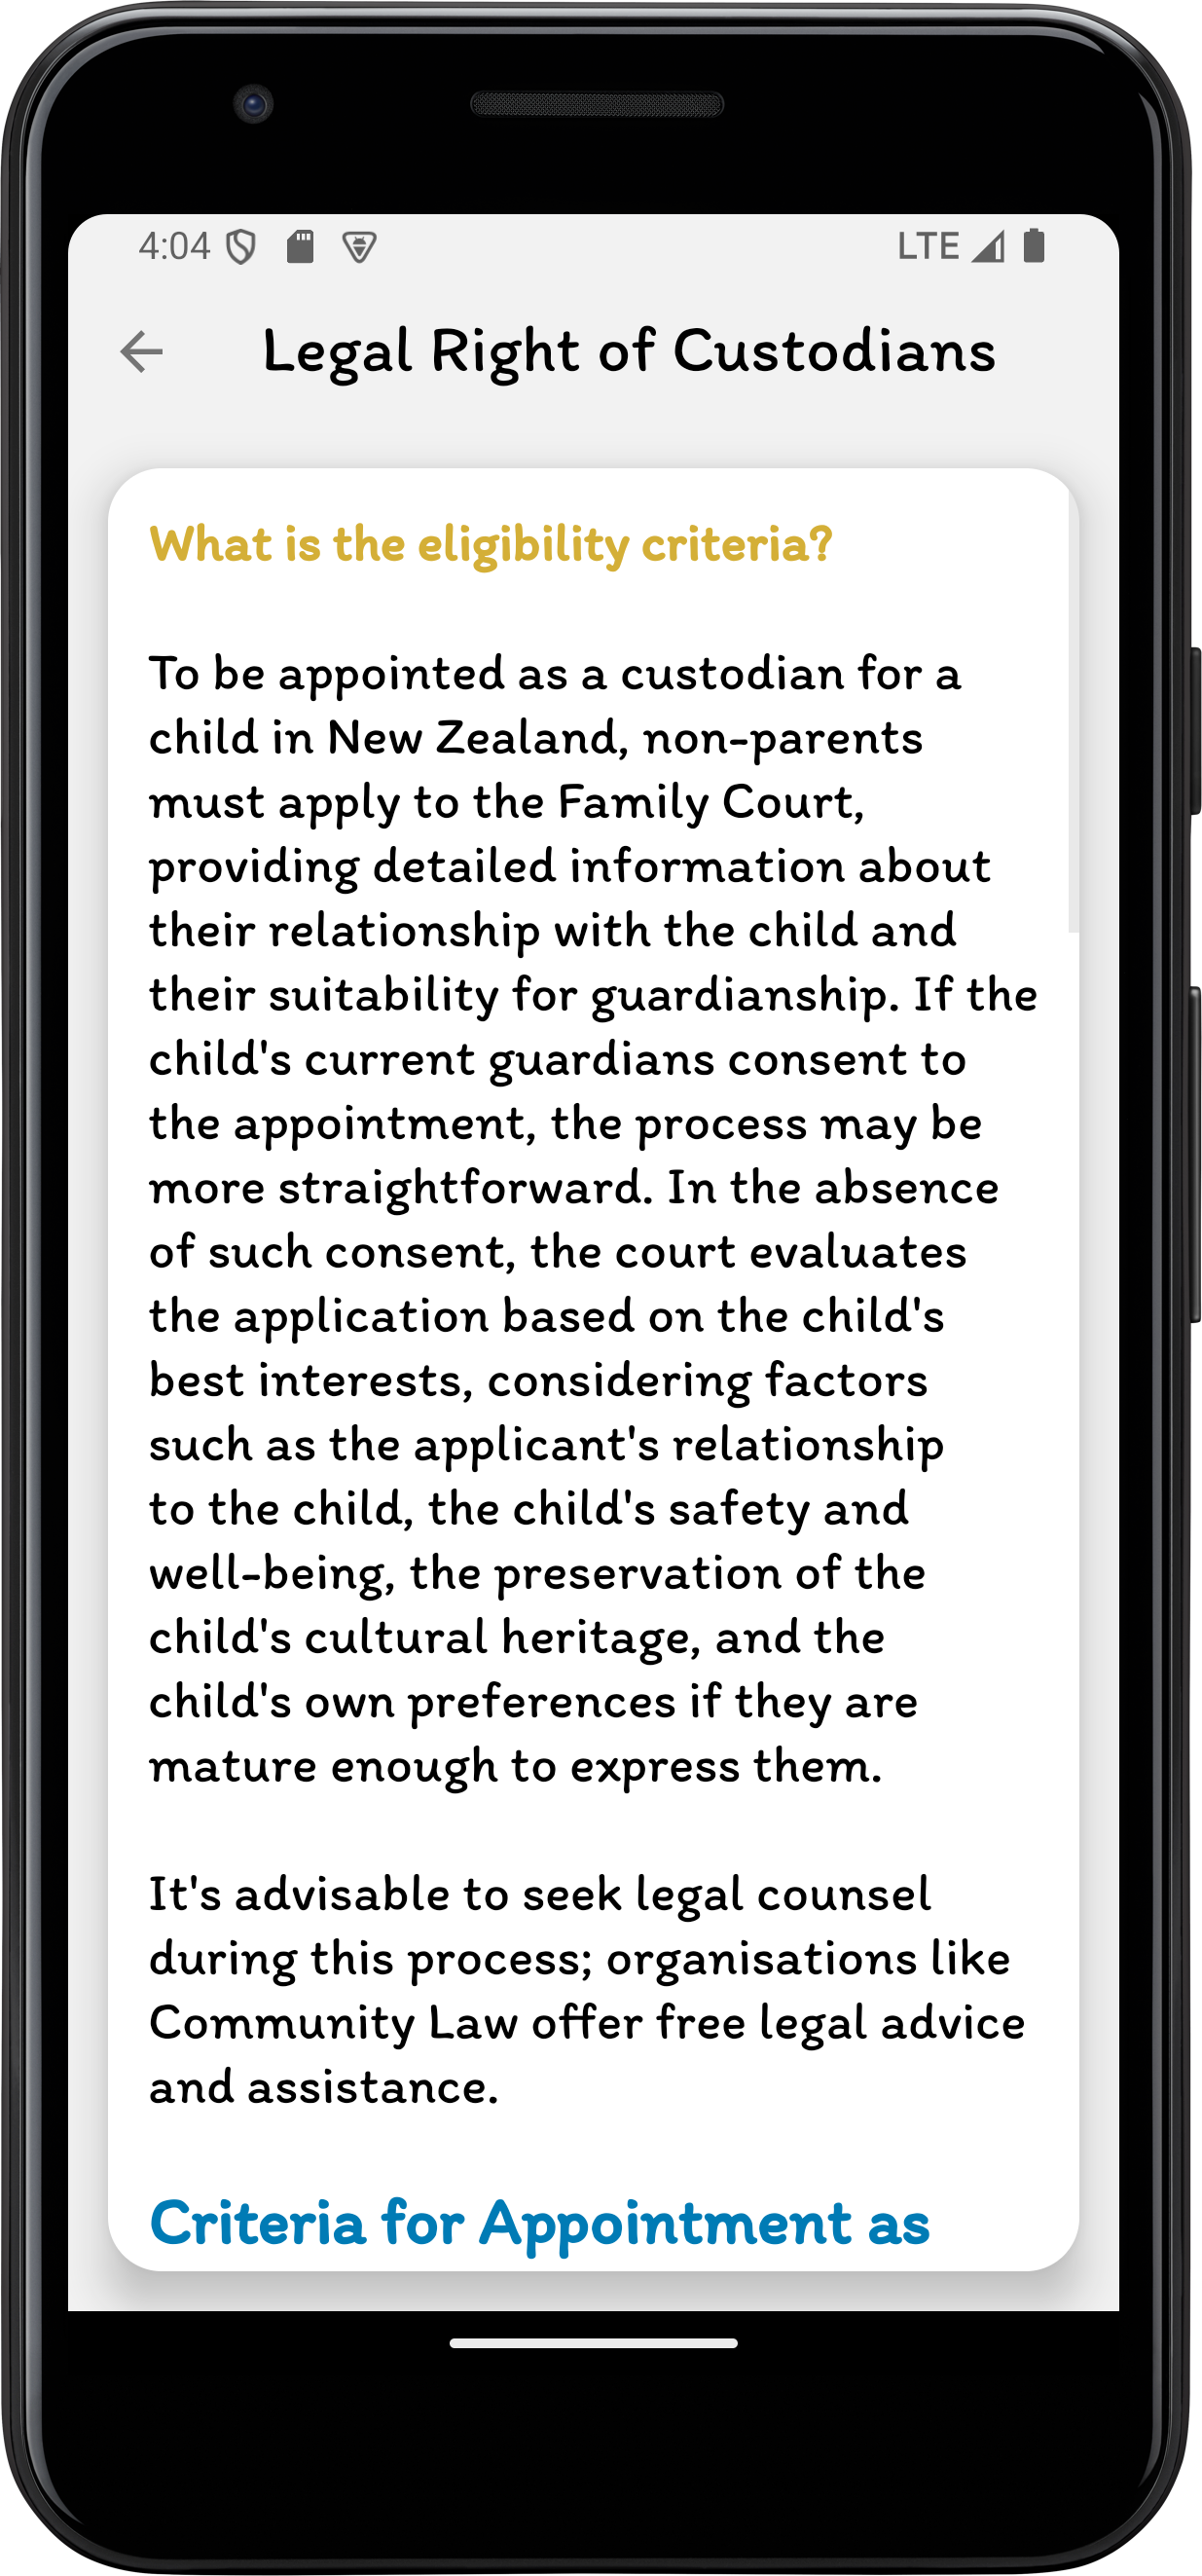 4:04
LTE
Legal Right of Custodians
What is the eligibility criteria?
To be appointed as a custodian for a
child in New Zealand, non-parents
must apply to the Family Court,
providing detailed information about
their relationship with the child and
their suitability for guardianship. If the
child's current guardians consent to
the appointment, the process may be
more straightforward. In the absence
of such consent, the court evaluates
the application based on the child's
best interests, considering factors
such as the applicant's relationship
to the child, the child's safety and
well-being, the preservation of the
child's cultural heritage, and the
child's own preferences if they are
mature enough to express them.
It's advisable to seek legal counsel
during this process; organisations like
Community Law offer free legal advice
and assistance.
Criteria for Appointment as